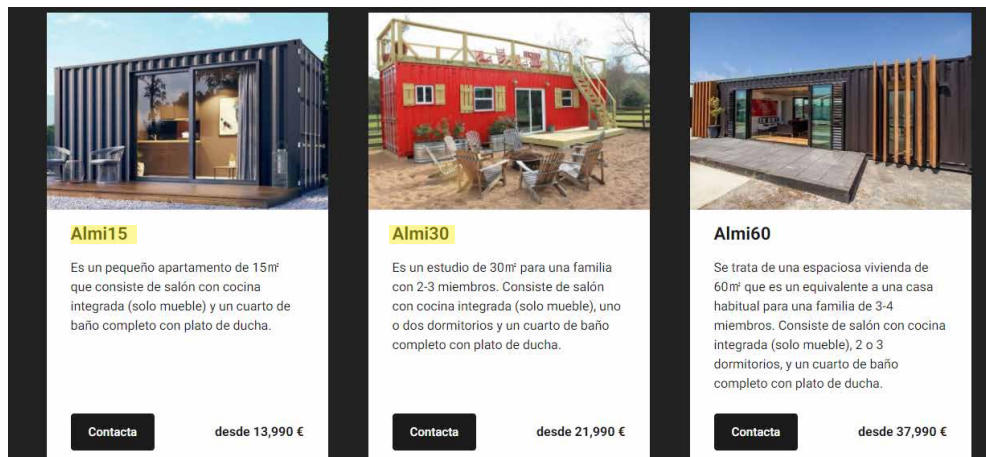 Almi15
Es un pequeño apartamento de 15㎡
que consiste de salón con cocina
integrada (solo mueble) y un cuarto de
baño completo con plato de ducha.
Contacta
desde 13,990 €
Almi30
Es un estudio de 30㎡ para una familia
con 2-3 miembros. Consiste de salón
con cocina integrada (solo mueble), uno
o dos dormitorios y un cuarto de baño
completo con plato de ducha.
Contacta
desde 21,990 €
Almi60
Se trata de una espaciosa vivienda de
60㎡ que es un equivalente a una casa
habitual para una familia de 3-4
miembros. Consiste de salón con cocina
integrada (solo mueble), 2 o 3
dormitorios, y un cuarto de baño
completo con plato de ducha.
Contacta
desde 37,990 €